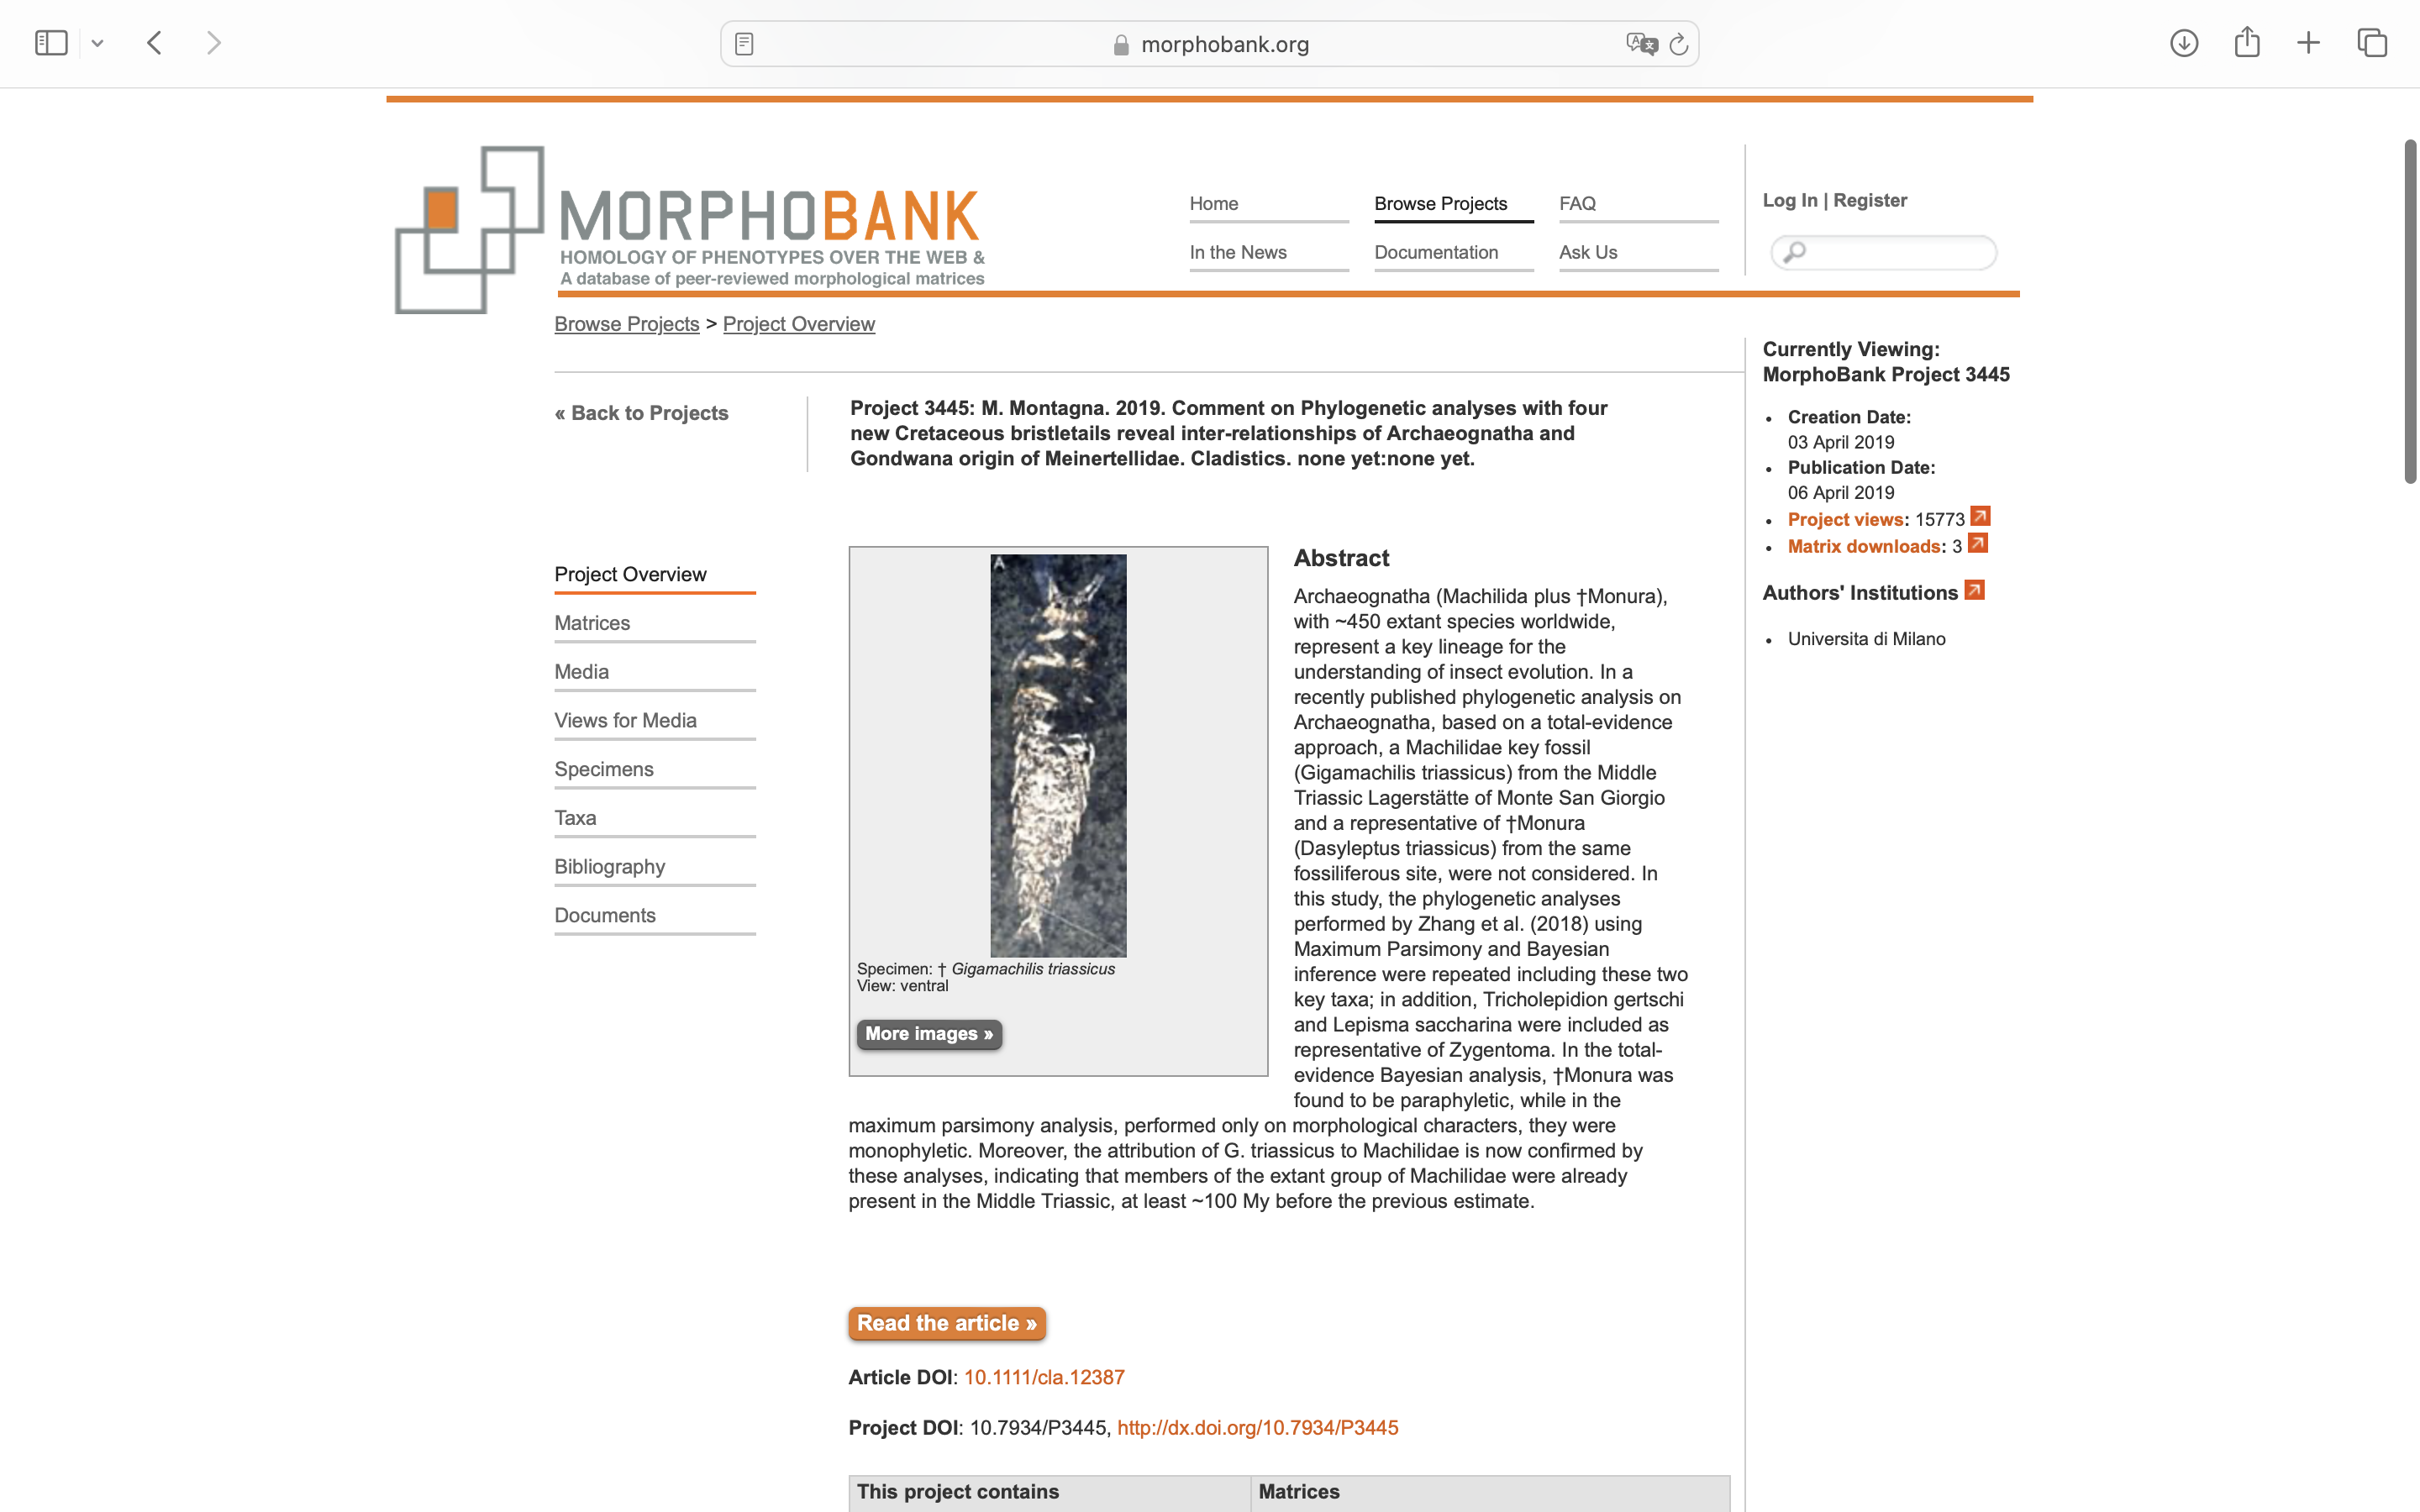 morphobank.org
MORPHOBANK
HOMOLOGY OF PHENOTYPES OVER THE WEB &
A database of peer-reviewed morphological matrices
Home
Browse Projects
FAQ
In the News
Documentation
Ask Us
Log In | Register
Browse Projects > Project Overview
« Back to Projects
Project 3445: M. Montagna. 2019. Comment on Phylogenetic analyses with four
new Cretaceous bristletails reveal inter-relationships of Archaeognatha and
Gondwana origin of Meinertellidae. Cladistics. none yet:none yet.
Project Overview
Matrices
Media
Views for Media
Specimens
Taxa
Bibliography
Documents
A
Specimen: † Gigamachilis triassicus
View: ventral
More images »
Abstract
Archaeognatha (Machilida plus †Monura),
with ~450 extant species worldwide,
represent a key lineage for the
understanding of insect evolution. In a
recently published phylogenetic analysis on
Archaeognatha, based on a total-evidence
approach, a Machilidae key fossil
(Gigamachilis triassicus) from the Middle
Triassic Lagerstätte of Monte San Giorgio
and a representative of †Monura
(Dasyleptus triassicus) from the same
fossiliferous site, were not considered. In
this study, the phylogenetic analyses
performed by Zhang et al. (2018) using
Maximum Parsimony and Bayesian
inference were repeated including these two
key taxa; in addition, Tricholepidion gertschi
and Lepisma saccharina were included as
representative of Zygentoma. In the total-
evidence Bayesian analysis, †Monura was
found to be paraphyletic, while in the
maximum parsimony analysis, performed only on morphological characters, they were
monophyletic. Moreover, the attribution of G. triassicus to Machilidae is now confirmed by
these analyses, indicating that members of the extant group of Machilidae were already
present in the Middle Triassic, at least ~100 My before the previous estimate.
Read the article »
Article DOI: 10.1111/cla.12387
Project DOI: 10.7934/P3445, http://dx.doi.org/10.7934/P3445
This project contains
Matrices
Currently Viewing:
MorphoBank Project 3445
• Creation Date:
03 April 2019
• Publication Date:
06 April 2019
• Project views: 15773
• Matrix downloads: 3
Authors' Institutions
• Universita di Milano